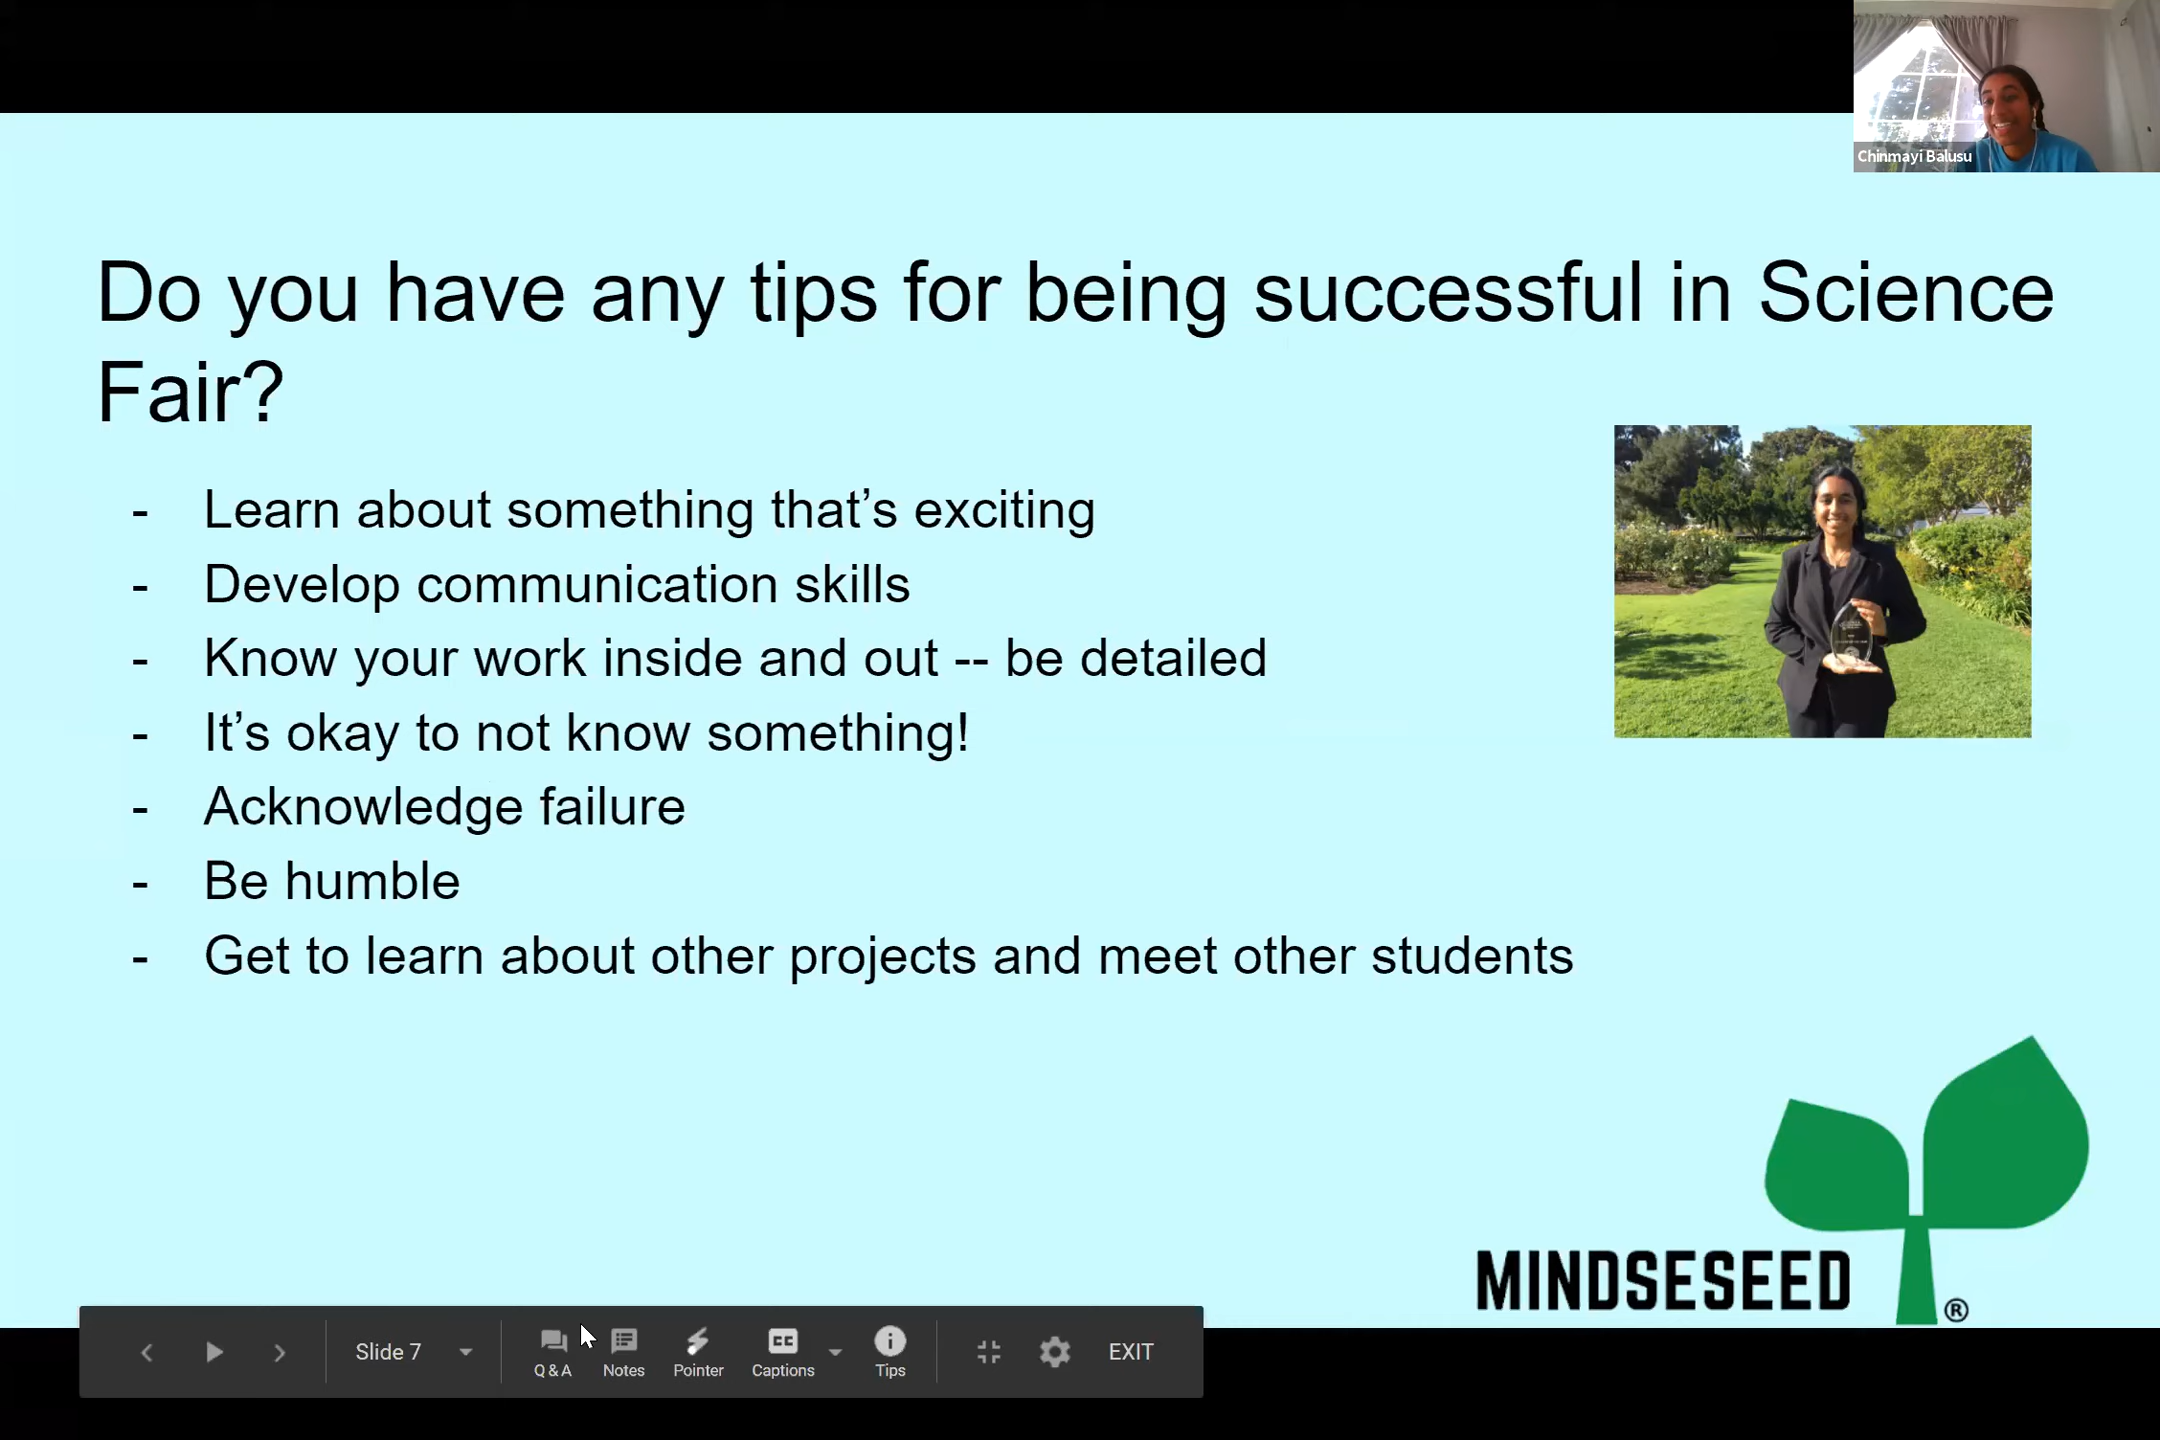 Chinmayi Balusu
Do you have any tips for being successful in Science
Fair?
- Learn about something that’s exciting
- Develop communication skills
- Know your work inside and out -- be detailed
- It’s okay to not know something!
- Acknowledge failure
- Be humble
- Get to learn about other projects and meet other students
MINDSESEED
®
Slide 7
Q & A
Notes
Pointer
CC
Captions
Tips
EXIT